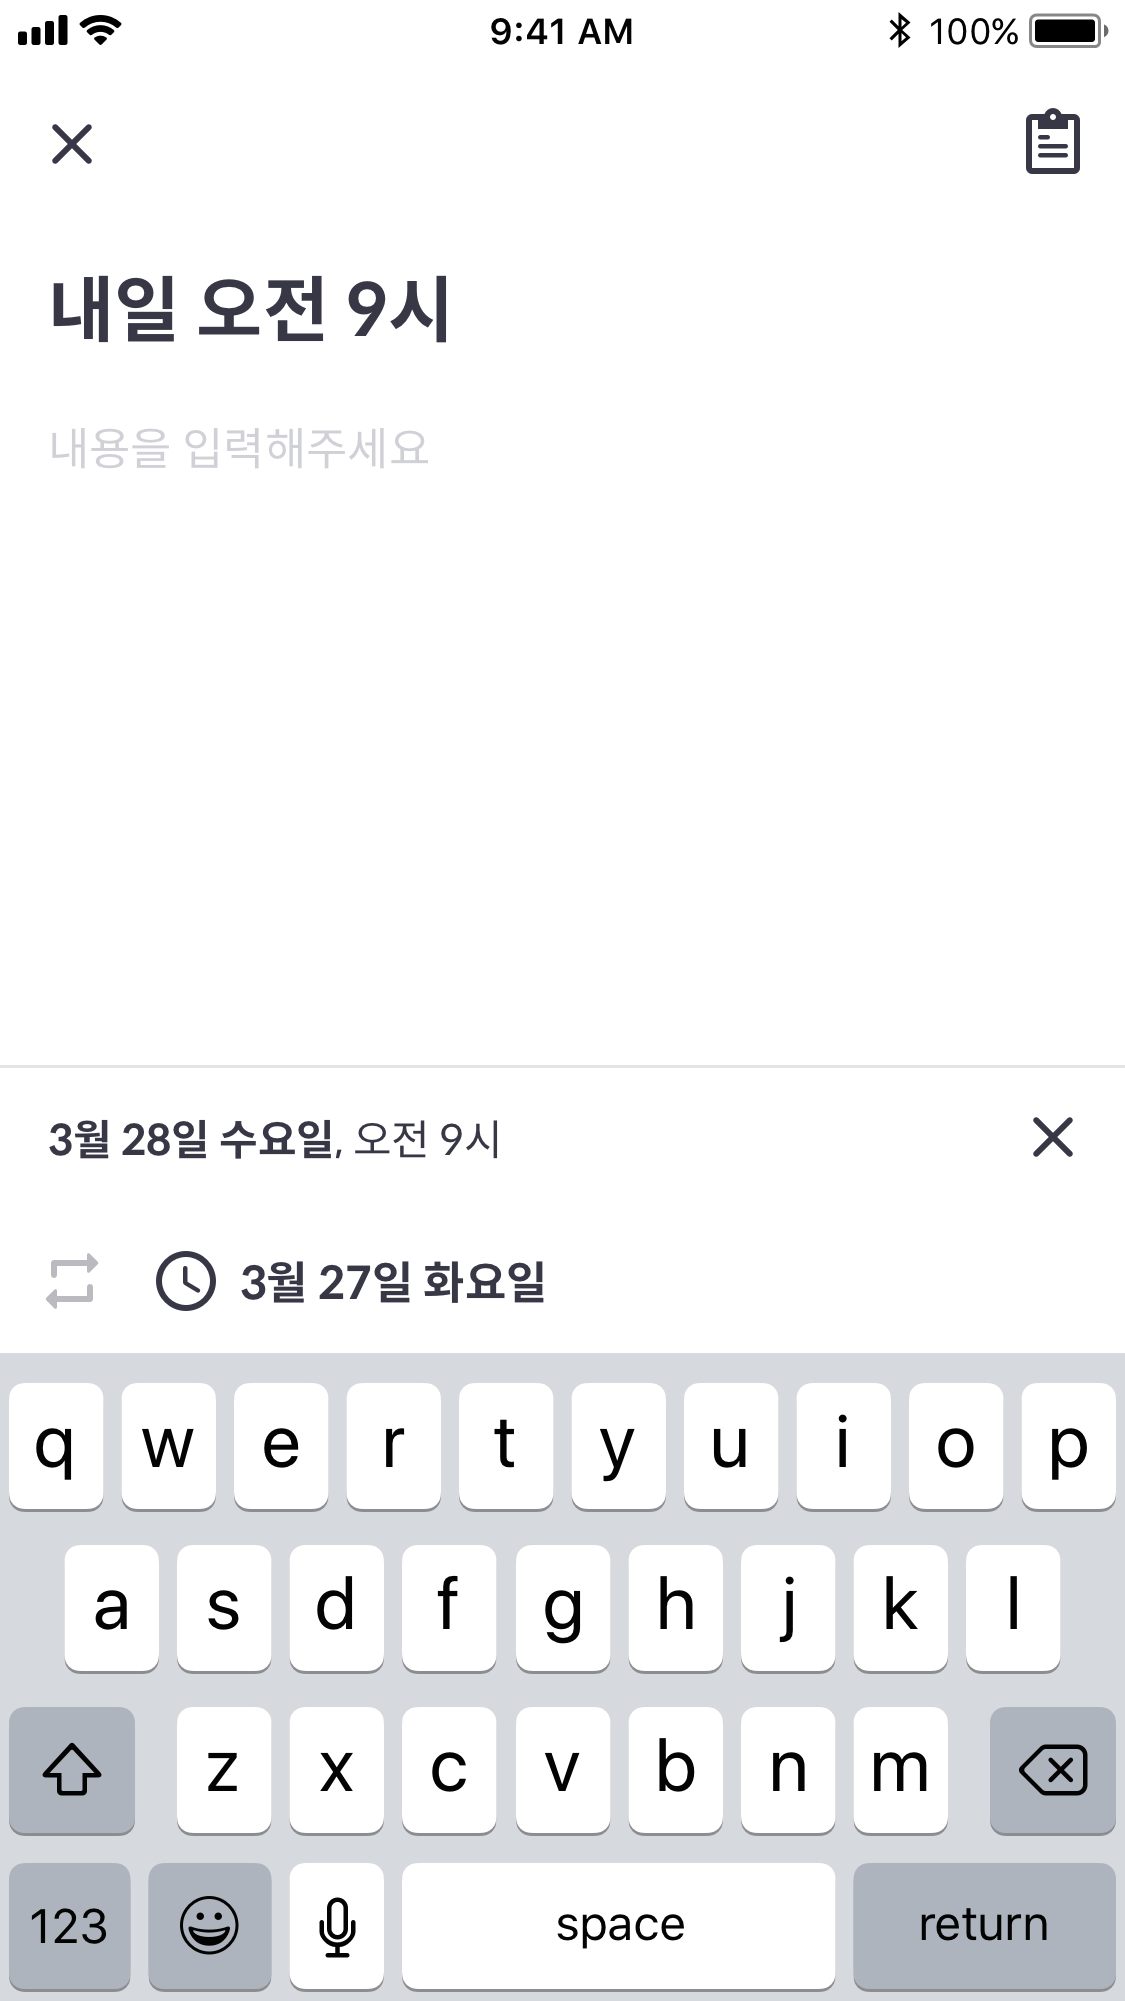 9:41 AM 100%
내일 오전 9시
내용을 입력해주세요
3월 28일 수요일, 오전 9시
3월 27일 화요일
q w e r t y u i o p
a s d f g h j k l
z x c v b n m
123 space return